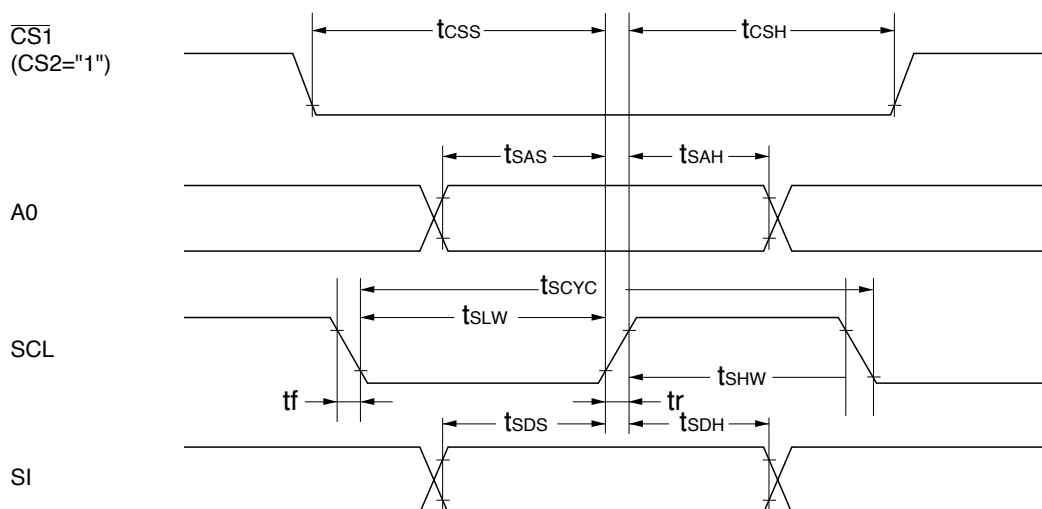 CS1
(CS2="1")
tCSS
tCSH
A0
tSAS
tSAH
SCL
tSCYC
tSLW
tSHW
tf
tr
SI
tSDS
tSDH